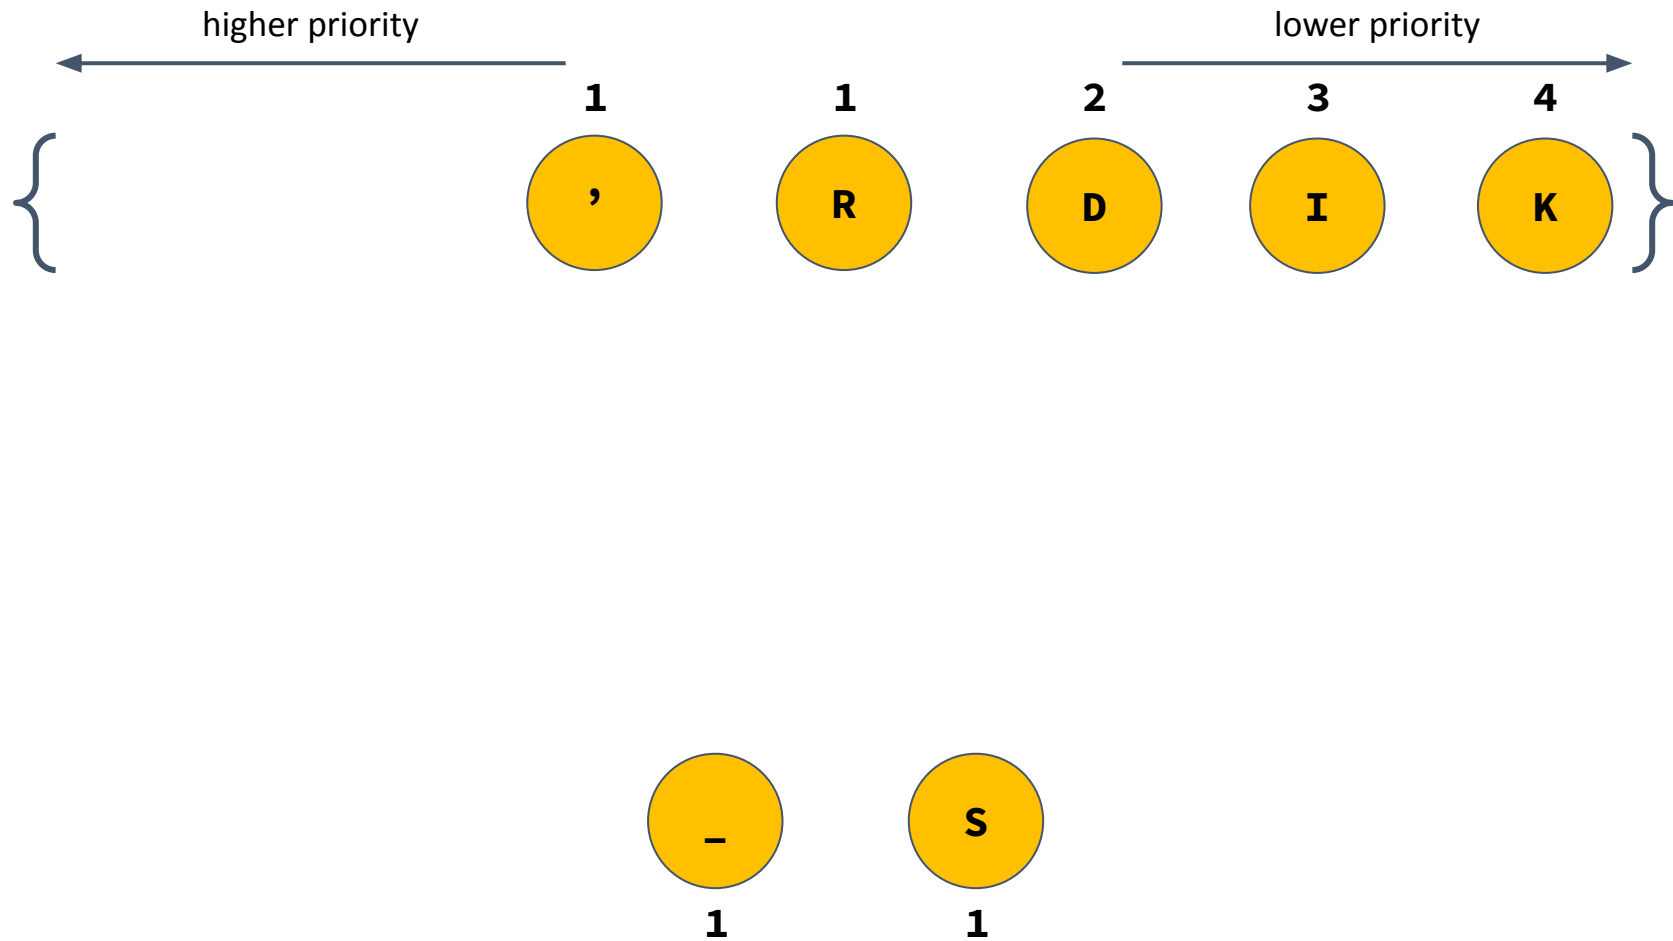 higher priority lower priority
1 1 2 3 4
{ ’ R D I K }
_ S
1 1